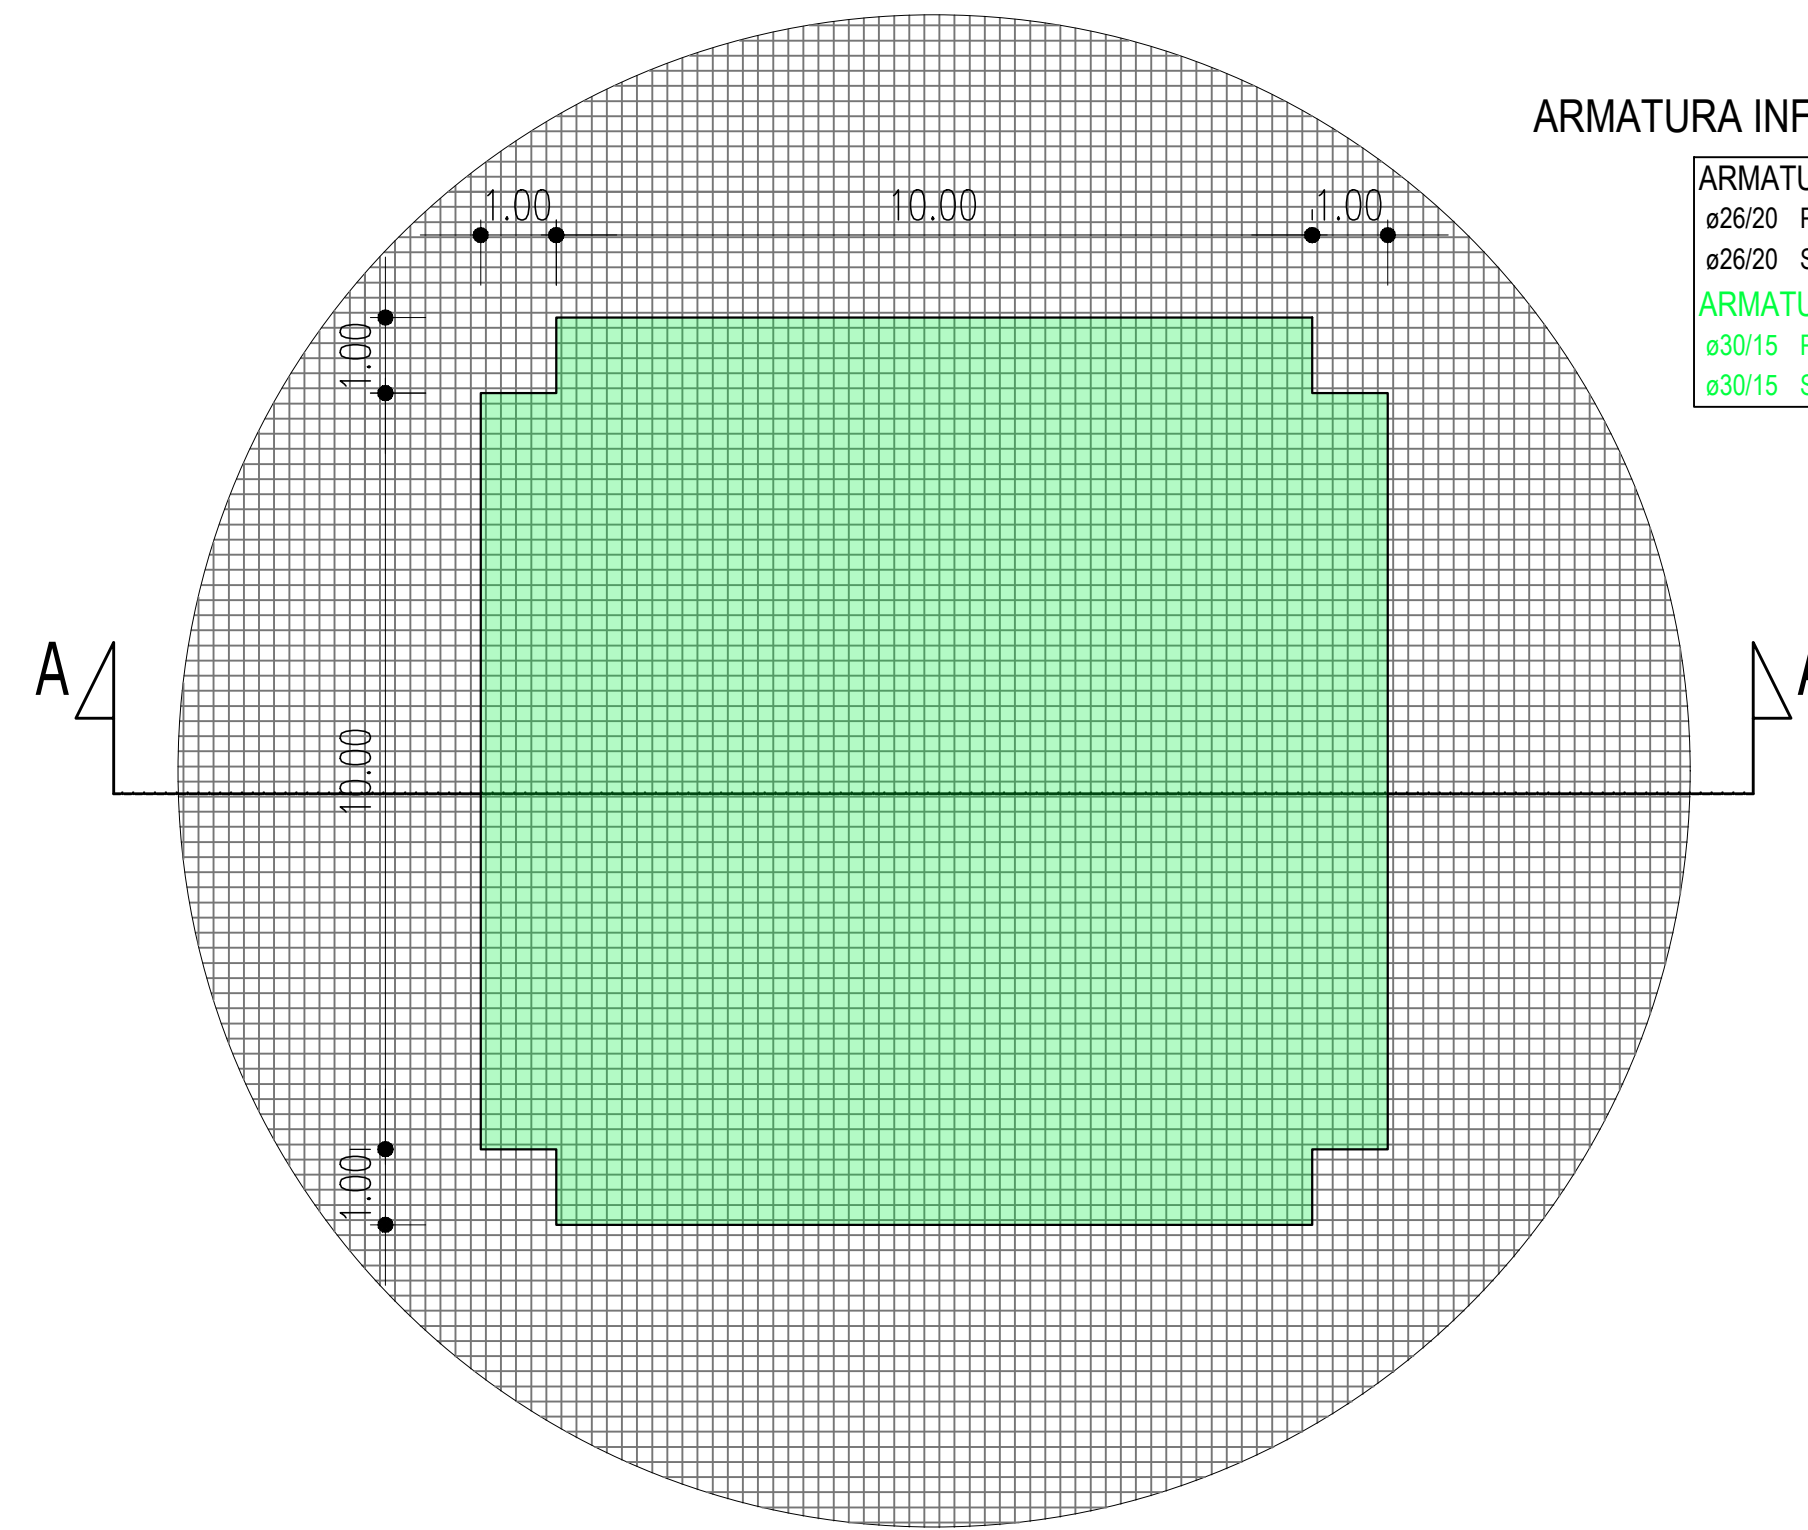 ARMATURA INF
ARMATU
ø26/20 P
ø26/20 S
ARMATU
ø30/15 P
ø30/15 S
1.00 10.00 1.00
1.00
A
10.00
1.00